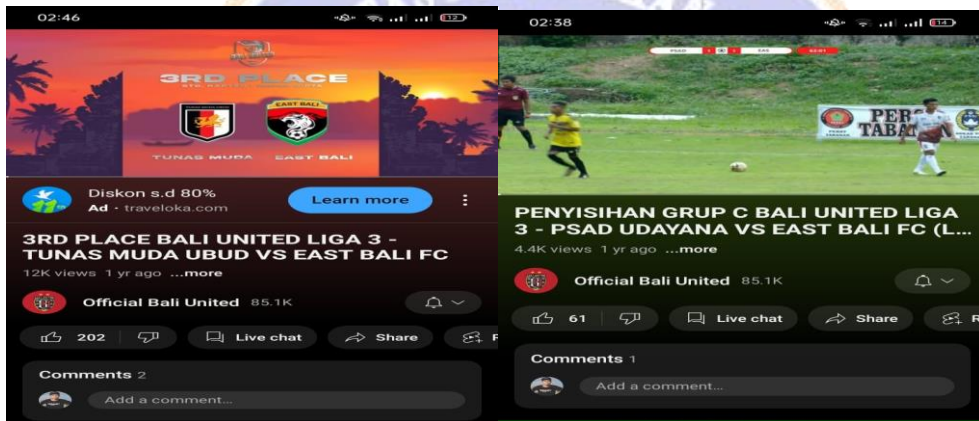 02:46
12
3RD PLACE
EAST BALI
TUNAS MUDA EAST BALI
Diskon s.d 80%
Ad · traveloka.com
Learn more
3RD PLACE BALI UNITED LIGA 3 -
TUNAS MUDA UBUD VS EAST BALI FC
12K views 1 yr ago ...more
Official Bali United 85.1K
202 Live chat Share
Comments 2
Add a comment...
02:38
14
PSAD
PERS
TABAN
PENYISIHAN GRUP C BALI UNITED LIGA
3 - PSAD UDAYANA VS EAST BALI FC (L...
4.4K views 1 yr ago ...more
Official Bali United 85.1K
61 Live chat Share R
Comments 1
Add a comment...